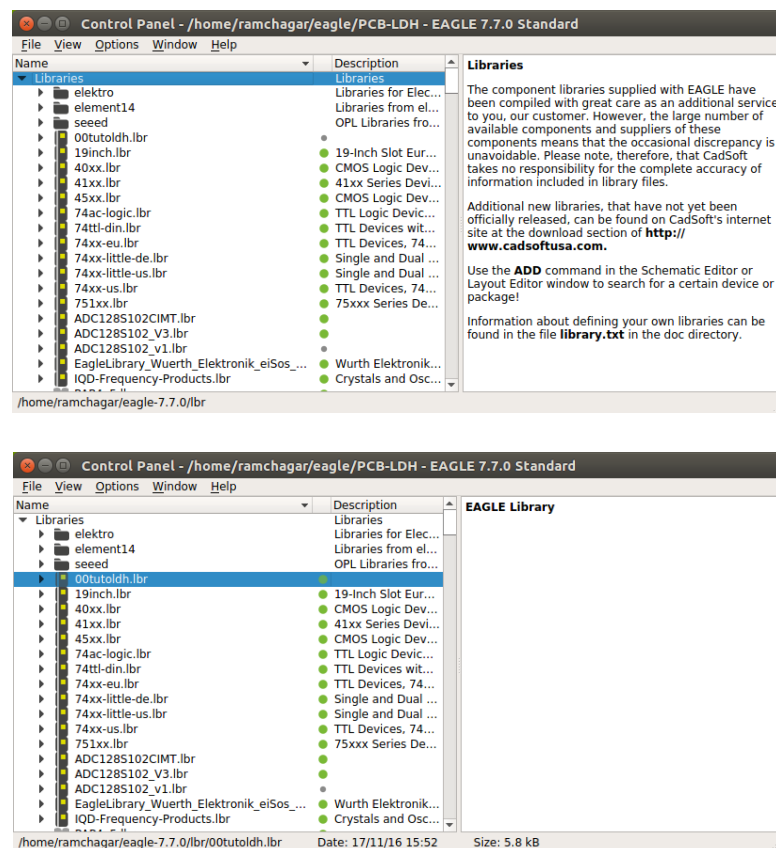 Control Panel - /home/ramchagar/eagle/PCB-LDH - EAGLE 7.7.0 Standard
File View Options Window Help
Name Description
Libraries Libraries
elektro Libraries for Elec...
element14 Libraries from el...
seeed OPL Libraries fro...
00tutoldh.lbr
19inch.lbr 19-Inch Slot Eur...
40xx.lbr CMOS Logic Dev...
41xx.lbr 41xx Series Devi...
45xx.lbr CMOS Logic Dev...
74ac-logic.lbr TTL Logic Devic...
74ttl-din.lbr TTL Devices wit...
74xx-eu.lbr TTL Devices, 74...
74xx-little-de.lbr Single and Dual ...
74xx-little-us.lbr Single and Dual ...
74xx-us.lbr TTL Devices, 74...
751xx.lbr 75xxx Series De...
ADC128S102CIMT.lbr
ADC128S102_V3.lbr
ADC128S102_v1.lbr
EagleLibrary_Wuerth_Elektronik_eiSos_... Wurth Elektronik...
IQD-Frequency-Products.lbr Crystals and Osc...
/home/ramchagar/eagle-7.7.0/lbr
Libraries
The component libraries supplied with EAGLE have
been compiled with great care as an additional service
to you, our customer. However, the large number of
available components and suppliers of these
components means that the occasional discrepancy is
unavoidable. Please note, therefore, that CadSoft
takes no responsibility for the complete accuracy of
information included in library files.
Additional new libraries, that have not yet been
officially released, can be found on CadSoft's internet
site at the download section of http://
www.cadsoftusa.com.
Use the ADD command in the Schematic Editor or
Layout Editor window to search for a certain device or
package!
Information about defining your own libraries can be
found in the file library.txt in the doc directory.
Control Panel - /home/ramchagar/eagle/PCB-LDH - EAGLE 7.7.0 Standard
File View Options Window Help
Name Description
Libraries Libraries
elektro Libraries for Elec...
element14 Libraries from el...
seeed OPL Libraries fro...
00tutoldh.lbr
19inch.lbr 19-Inch Slot Eur...
40xx.lbr CMOS Logic Dev...
41xx.lbr 41xx Series Devi...
45xx.lbr CMOS Logic Dev...
74ac-logic.lbr TTL Logic Devic...
74ttl-din.lbr TTL Devices wit...
74xx-eu.lbr TTL Devices, 74...
74xx-little-de.lbr Single and Dual ...
74xx-little-us.lbr Single and Dual ...
74xx-us.lbr TTL Devices, 74...
751xx.lbr 75xxx Series De...
ADC128S102CIMT.lbr
ADC128S102_V3.lbr
ADC128S102_v1.lbr
EagleLibrary_Wuerth_Elektronik_eiSos_... Wurth Elektronik...
IQD-Frequency-Products.lbr Crystals and Osc...
EAGLE Library
/home/ramchagar/eagle-7.7.0/lbr/00tutoldh.lbr Date: 17/11/16 15:52 Size: 5.8 kB